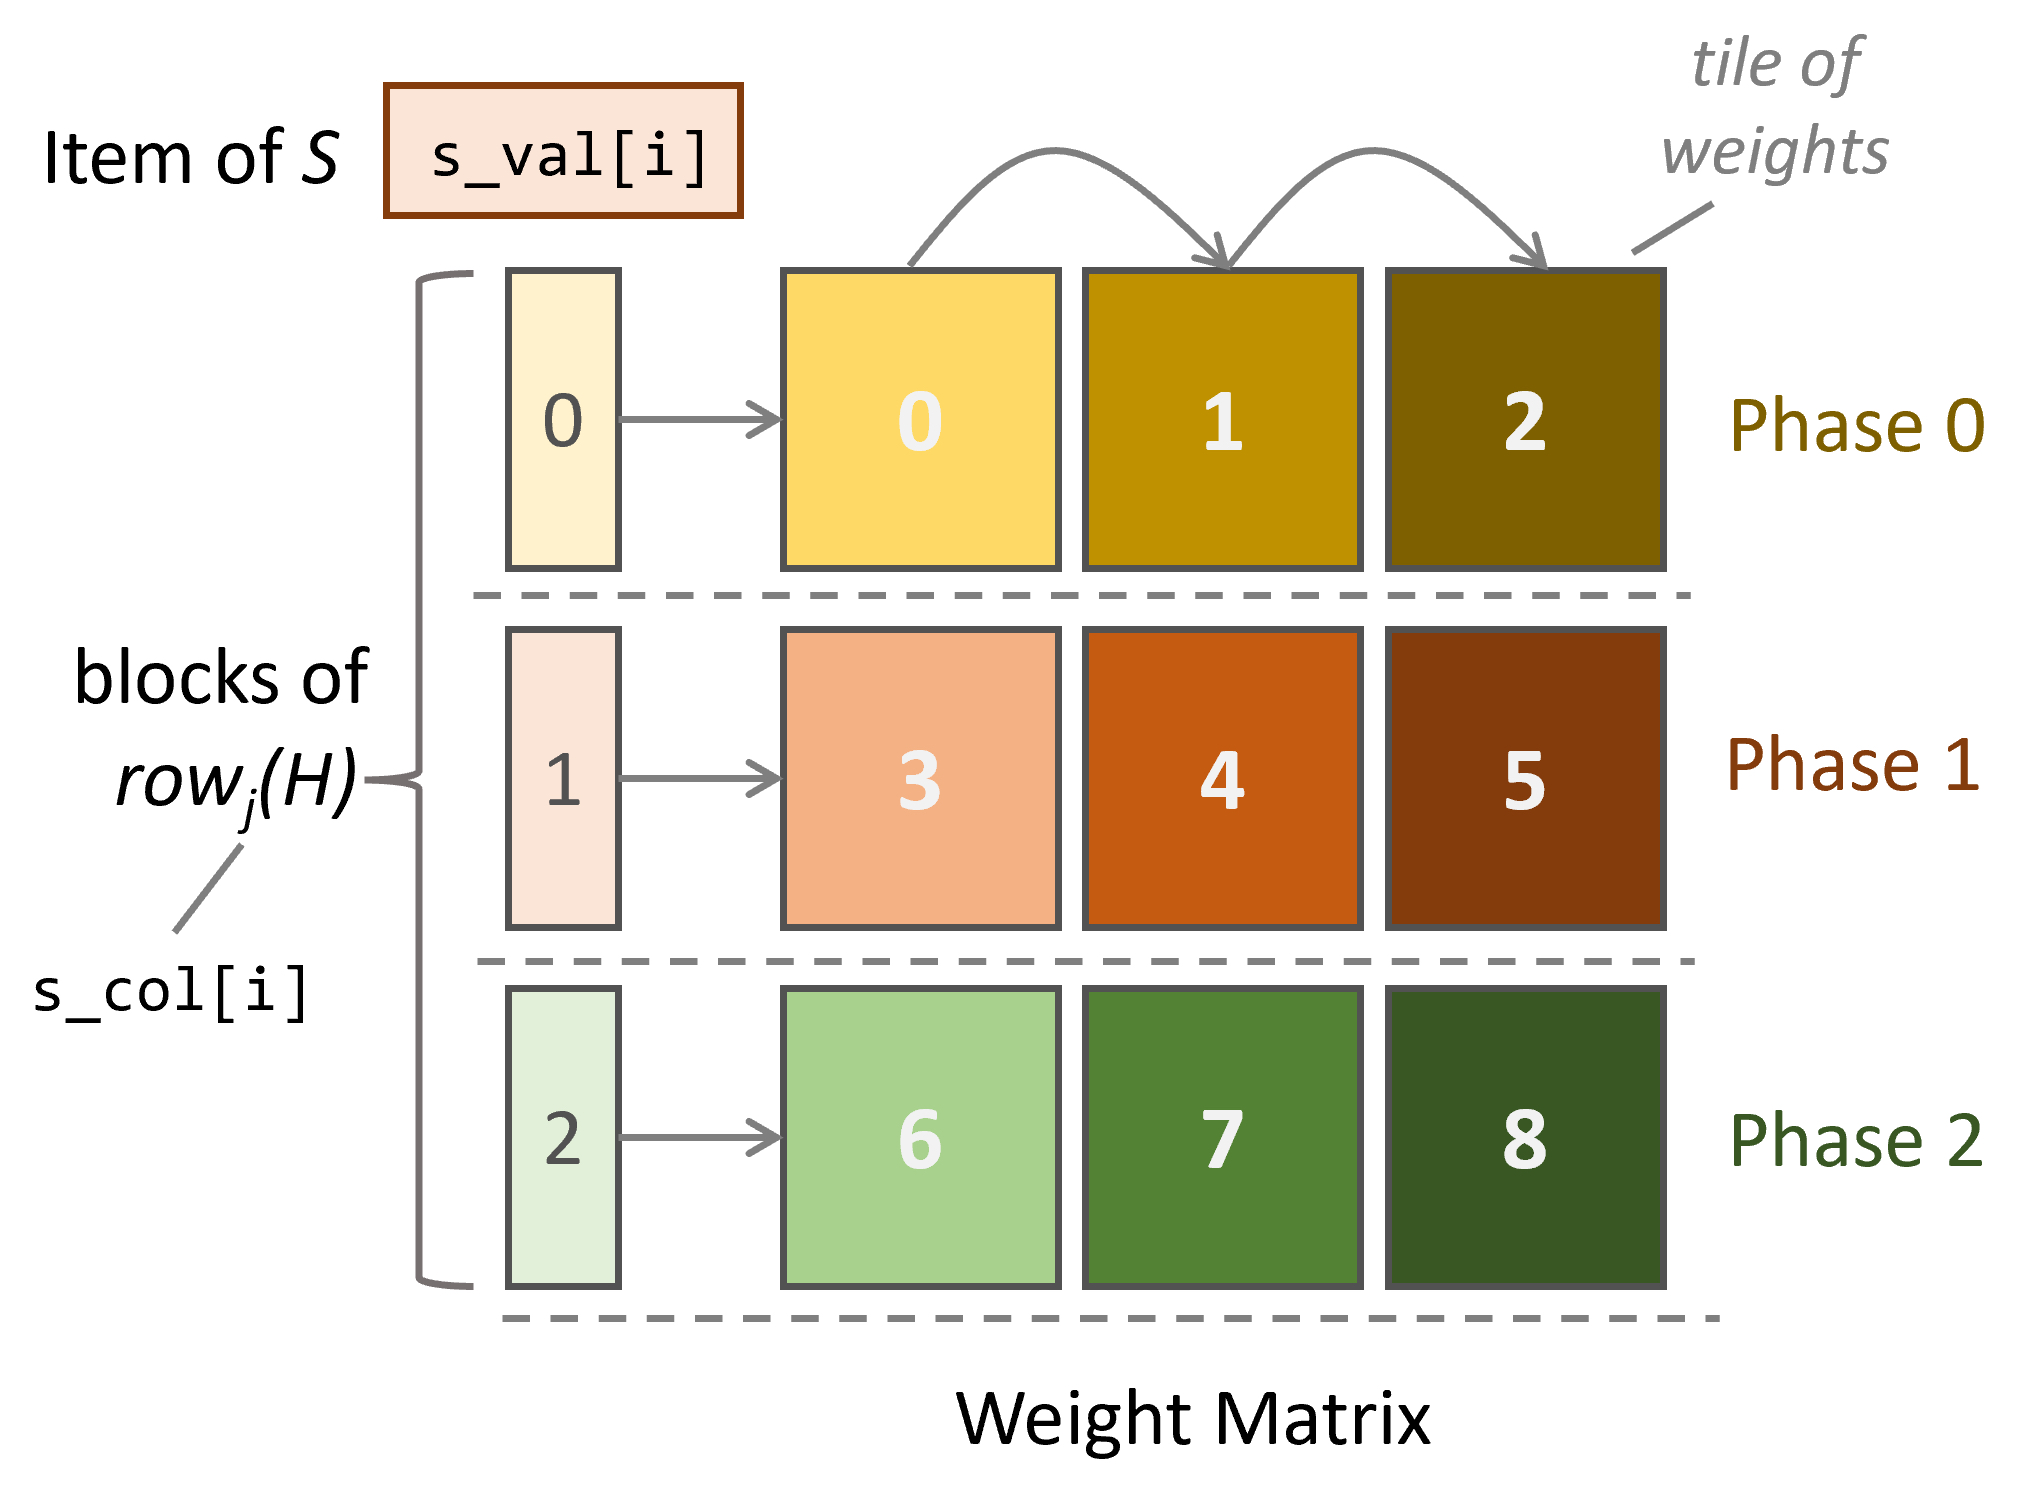 tile of
weights
Item of S
s_val[i]
0
0
1
2
Phase 0
blocks of
rowj(H)
s_col[i]
1
3
4
5
Phase 1
2
6
7
8
Phase 2
Weight Matrix